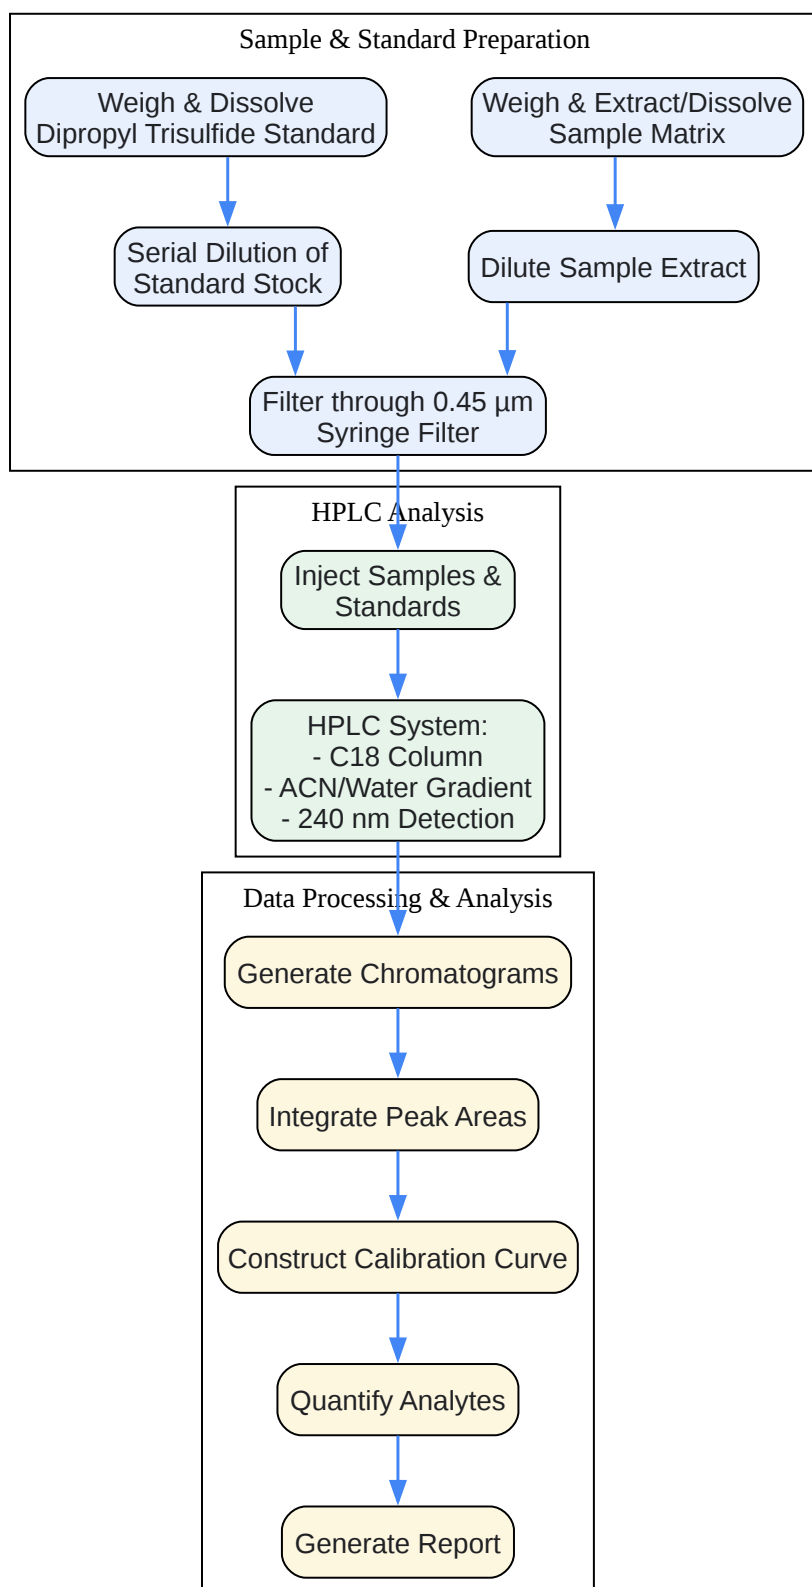 Sample & Standard Preparation
Weigh & Dissolve
Dipropyl Trisulfide Standard
Weigh & Extract/Dissolve
Sample Matrix
Serial Dilution of
Standard Stock
Dilute Sample Extract
Filter through 0.45 µm
Syringe Filter
HPLC Analysis
Inject Samples &
Standards
HPLC System:
- C18 Column
- ACN/Water Gradient
- 240 nm Detection
Data Processing & Analysis
Generate Chromatograms
Integrate Peak Areas
Construct Calibration Curve
Quantify Analytes
Generate Report